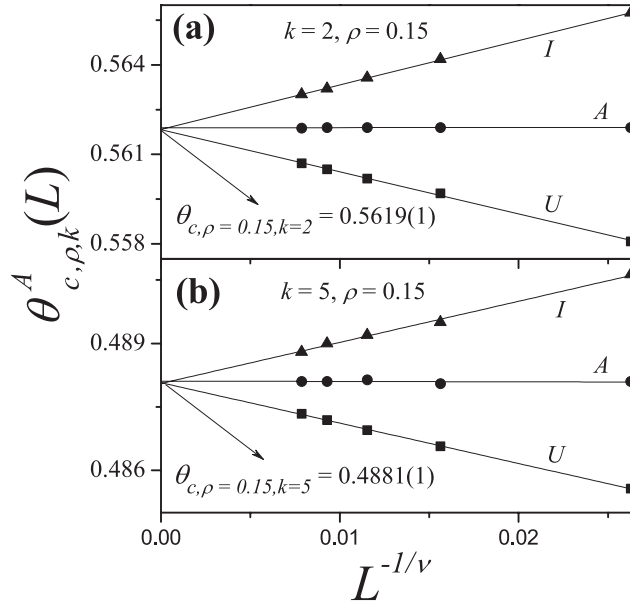 (a)
k = 2, ρ = 0.15
I
0.564
A
0.561
U
θc,ρ = 0.15,k=2 = 0.5619(1)
0.558
θ^A c,ρ,k (L)
(b)
k = 5, ρ = 0.15
I
0.489
A
U
0.486
θc,ρ = 0.15,k=5 = 0.4881(1)
0.00 0.01 0.02
L^-1/ν